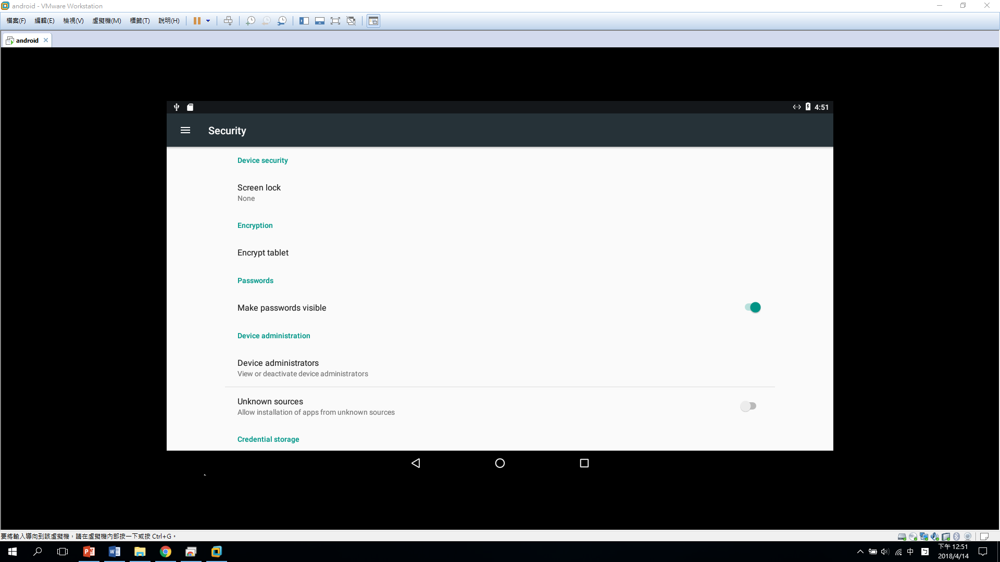 android - VMware Workstation
檔案(F) 編輯(E) 檢視(V) 虛擬機(M) 標籤(T) 說明(H)
android
4:51
Security
Device security
Screen lock
None
Encryption
Encrypt tablet
Passwords
Make passwords visible
Device administration
Device administrators
View or deactivate device administrators
Unknown sources
Allow installation of apps from unknown sources
Credential storage
要將輸入導向到該虛擬機，請在虛擬機內部按一下或按 Ctrl+G。
中
ㄅ
下午 12:51
2018/4/14